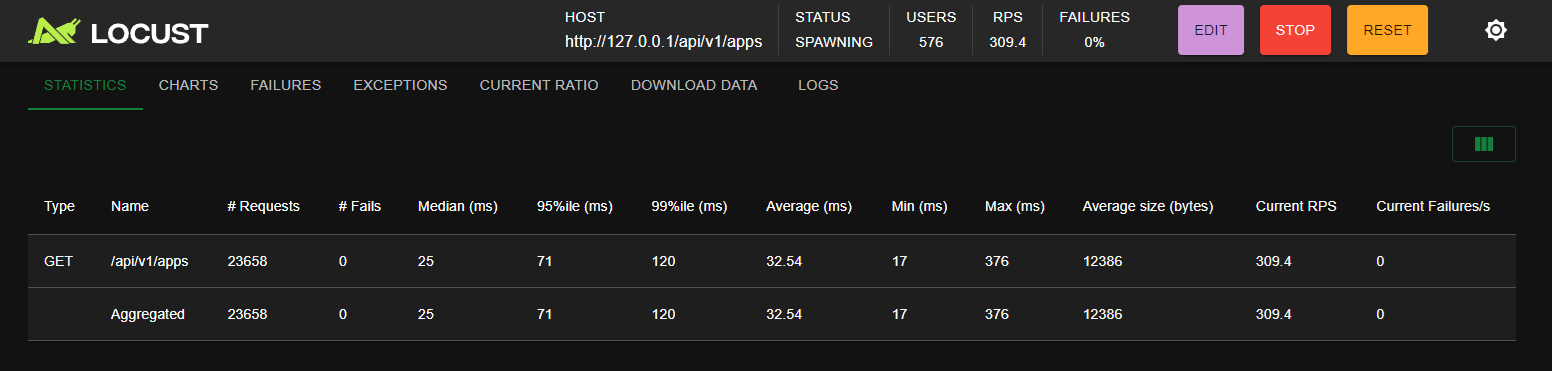 LOCUST
HOST
http://127.0.0.1/api/v1/apps
STATUS
SPAWNING
USERS
576
RPS
309.4
FAILURES
0%
EDIT
STOP
RESET
STATISTICS CHARTS FAILURES EXCEPTIONS CURRENT RATIO DOWNLOAD DATA LOGS
Type Name # Requests # Fails Median (ms) 95%ile (ms) 99%ile (ms) Average (ms) Min (ms) Max (ms) Average size (bytes) Current RPS Current Failures/s
GET /api/v1/apps 23658 0 25 71 120 32.54 17 376 12386 309.4 0
Aggregated 23658 0 25 71 120 32.54 17 376 12386 309.4 0